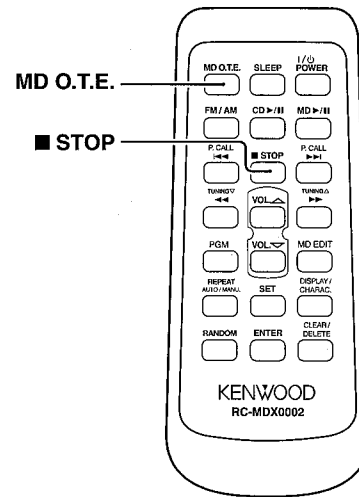 MD O.T.E.
■ STOP
MD O.T.E. SLEEP I/⏻ POWER
FM / AM CD ►/II MD ►/II
P. CALL I◄◄ ■ STOP P. CALL ►►I
TUNING▽ ◄◄ VOL.△ TUNING△ ►►
PGM VOL.▽ MD EDIT
REPEAT AUTO / MANU. SET DISPLAY / CHARAC.
RANDOM ENTER CLEAR / DELETE
KENWOOD
RC-MDX0002